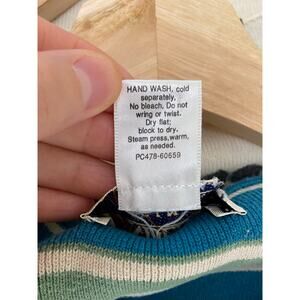 HAND WASH, cold
separately,
No bleach, Do not
wring or twist.
Dry flat;
block to dry.
Steam press, warm,
as needed.
PC478-60659